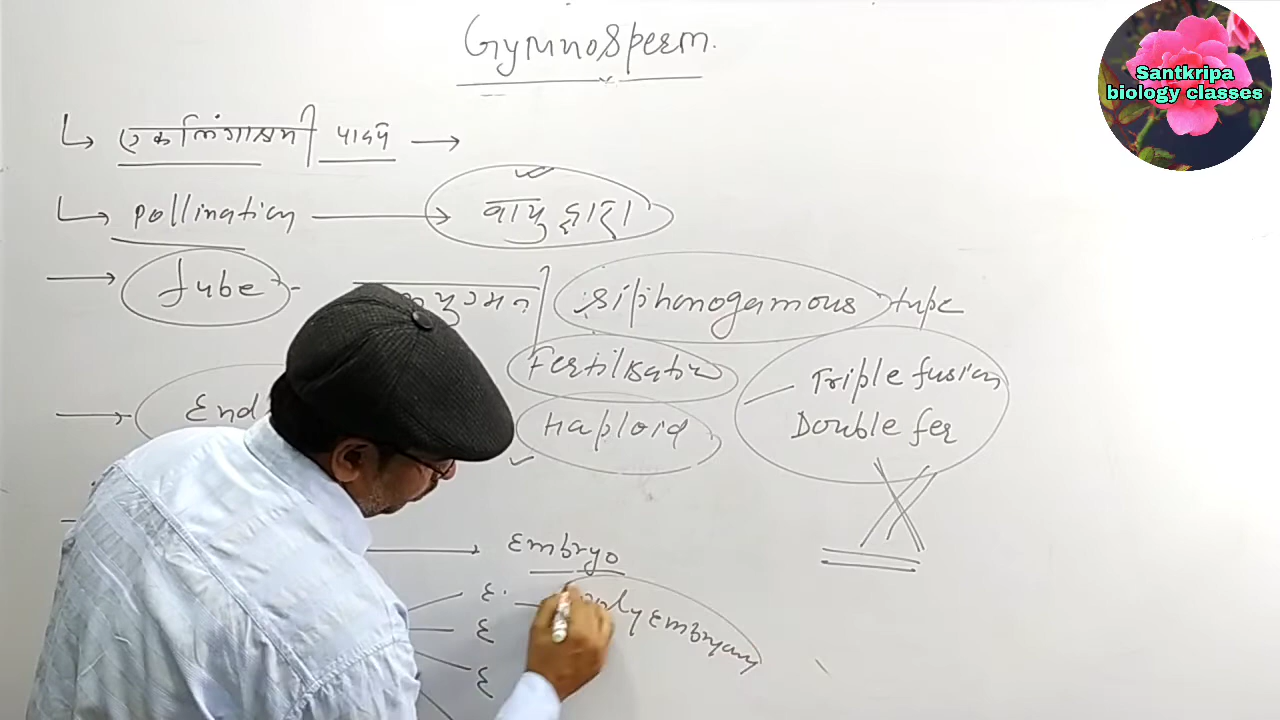 Gymnosperm.
Santkripa
biology classes
एकलिंगाश्रयी पादप →
pollination → वायु द्वारा
→ tube - siphonogamous type
Fertilisation
Triple fusion
→ End Haploid
Double fer
→ Embryo
ε.
polyembryony
ε
ε